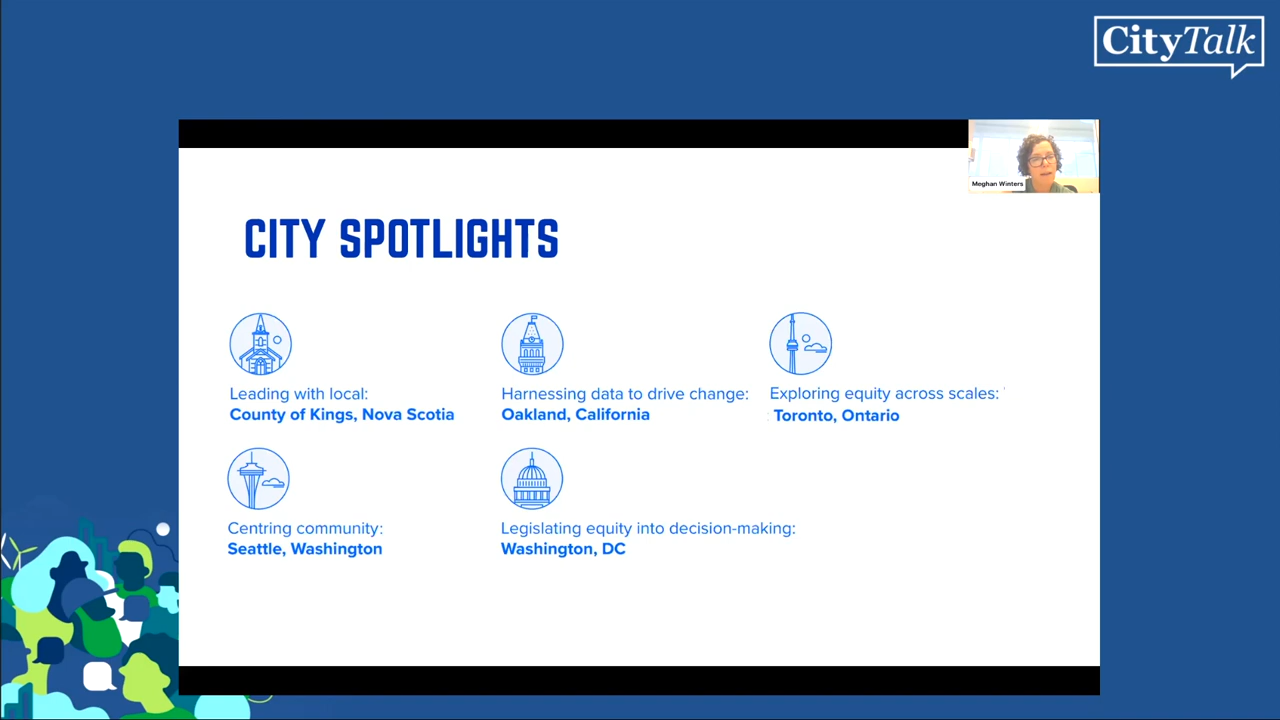 CityTalk
Meghan Winters
CITY SPOTLIGHTS
Leading with local:
County of Kings, Nova Scotia
Harnessing data to drive change:
Oakland, California
Exploring equity across scales:
Toronto, Ontario
Centring community:
Seattle, Washington
Legislating equity into decision-making:
Washington, DC